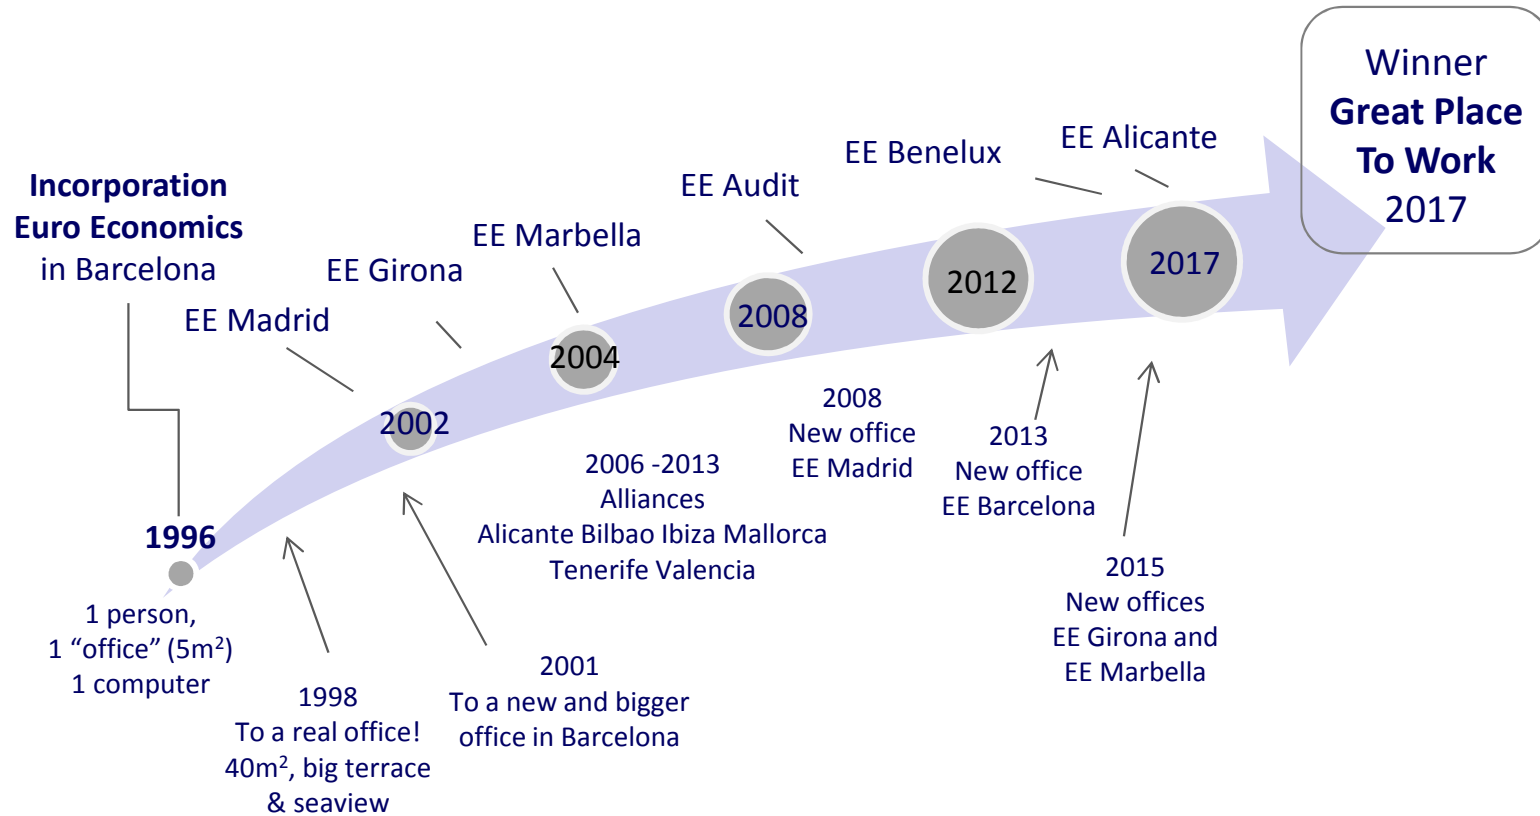 Winner
Great Place
To Work
2017
EE Alicante
EE Benelux
EE Audit
EE Marbella
EE Girona
EE Madrid
Incorporation
Euro Economics
in Barcelona
1996
2002
2004
2008
2012
2017
1 person,
1 “office” (5m²)
1 computer
1998
To a real office!
40m², big terrace
& seaview
2001
To a new and bigger
office in Barcelona
2006 -2013
Alliances
Alicante Bilbao Ibiza Mallorca
Tenerife Valencia
2008
New office
EE Madrid
2013
New office
EE Barcelona
2015
New offices
EE Girona and
EE Marbella